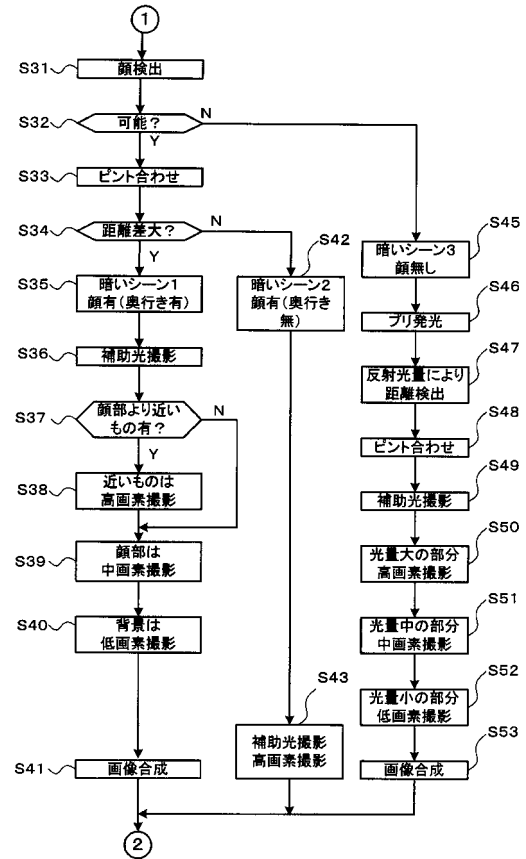 1
S31
顔検出
S32
可能？
N
Y
S33
ピント合わせ
S34
距離差大？
N
Y
S35
暗いシーン1
顔有(奥行き有)
S36
補助光撮影
S37
顔部より近い
もの有？
N
Y
S38
近いものは
高画素撮影
S39
顔部は
中画素撮影
S40
背景は
低画素撮影
S41
画像合成
S42
暗いシーン2
顔有(奥行き
無)
S43
補助光撮影
高画素撮影
S45
暗いシーン3
顔無し
S46
プリ発光
S47
反射光量により
距離検出
S48
ピント合わせ
S49
補助光撮影
S50
光量大の部分
高画素撮影
S51
光量中の部分
中画素撮影
S52
光量小の部分
低画素撮影
S53
画像合成
2